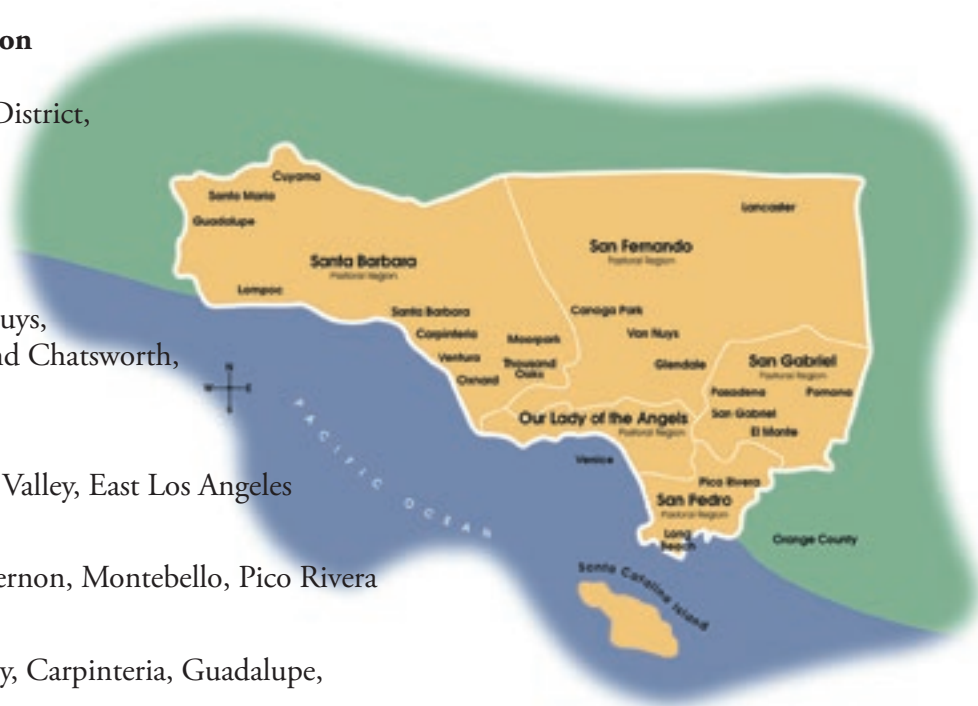 on
District,
uys,
nd Chatsworth,
Valley, East Los Angeles
ernon, Montebello, Pico Rivera
y, Carpinteria, Guadalupe,
Cuyama
Santa Maria
Guadalupe
Lancaster
Santa Barbara
Pastoral Region
San Fernando
Pastoral Region
Lompoc
Santa Barbara
Carpinteria
Ventura
Oxnard
Moorpark
Thousand
Oaks
Canoga Park
Van Nuys
Glendale
San Gabriel
Pastoral Region
Pasadena
Pomona
San Gabriel
El Monte
Our Lady of the Angels
Pastoral Region
Venice
Pico Rivera
San Pedro
Pastoral Region
Long
Beach
Orange County
Santa Catalina Island
PACIFIC OCEAN
N
W E
S